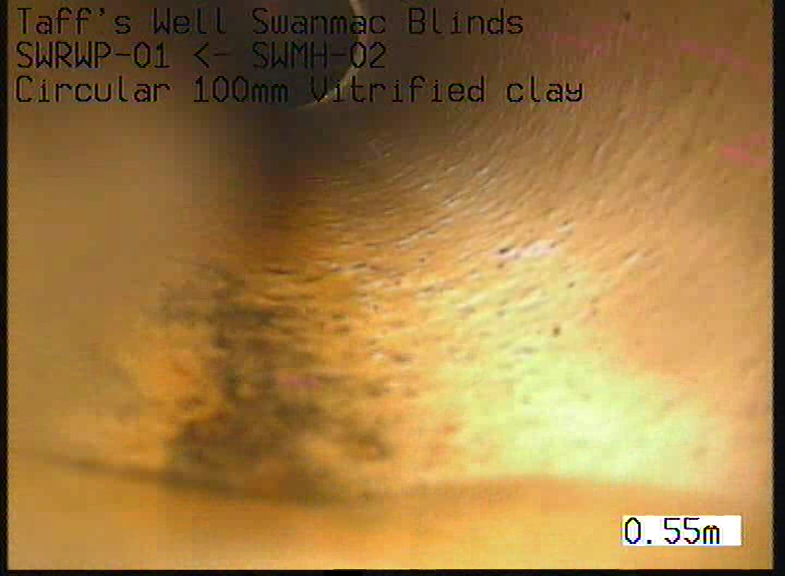 Taff's Well Swanmac Blinds
SWRWP-01 <- SWMH-02
Circular 100mm Vitrified clay
0.55m